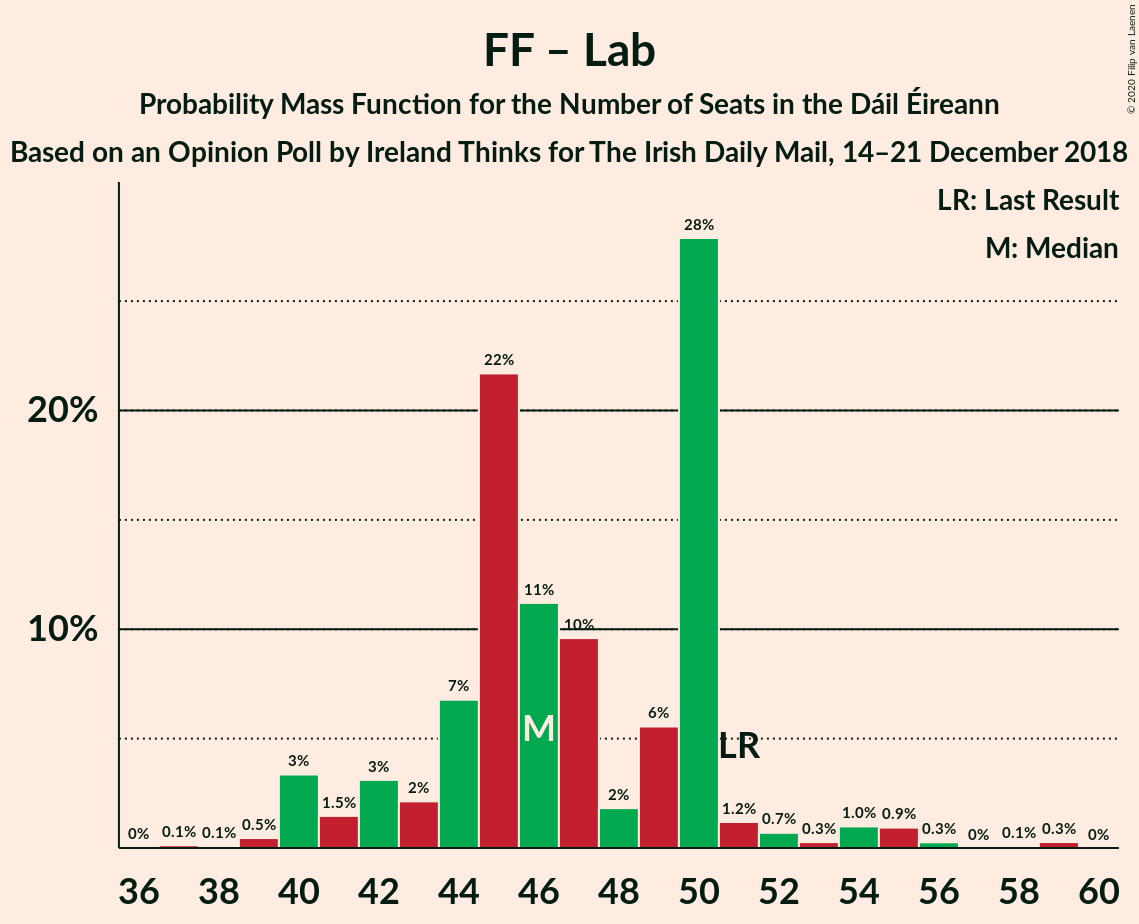 FF – Lab
Probability Mass Function for the Number of Seats in the Dáil Éireann
Based on an Opinion Poll by Ireland Thinks for The Irish Daily Mail, 14–21 December 2018
© 2020 Filip van Laenen
LR: Last Result
M: Median
28%
22%
20%
11%
10%
10%
7%
6%
M
LR
3%
3%
2%
2%
1.5%
1.2%
1.0%
0.9%
0.7%
0.5%
0.3%
0.3%
0.3%
0% 0.1% 0.1%
0% 0.1% 0%
36 38 40 42 44 46 48 50 52 54 56 58 60